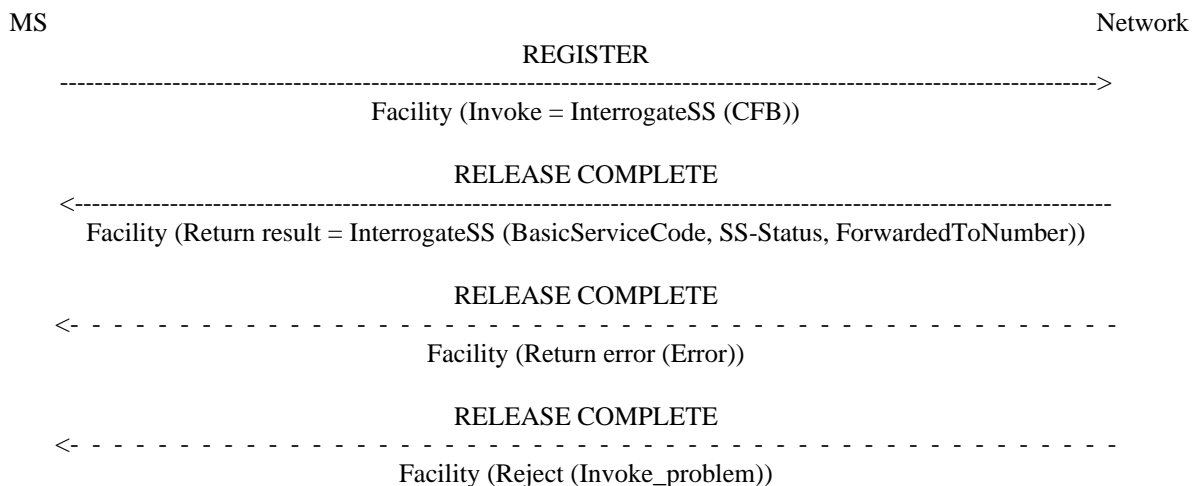 MS Network
REGISTER
Facility (Invoke = InterrogateSS (CFB))
RELEASE COMPLETE
Facility (Return result = InterrogateSS (BasicServiceCode, SS-Status, ForwardedToNumber))
RELEASE COMPLETE
Facility (Return error (Error))
RELEASE COMPLETE
Facility (Reject (Invoke_problem))